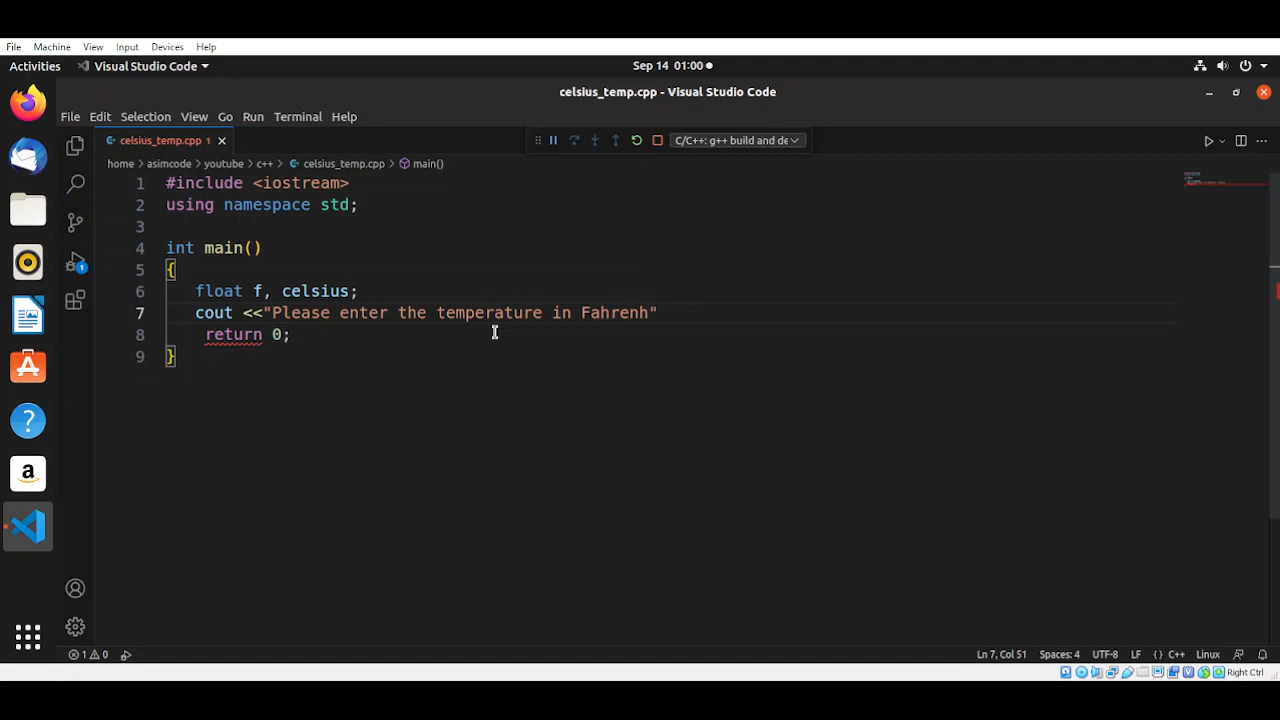 File Machine View Input Devices Help
Activities Visual Studio Code Sep 14 01:00
celsius_temp.cpp - Visual Studio Code
File Edit Selection View Go Run Terminal Help
celsius_temp.cpp 1 C/C++: g++ build and de
home asimcode youtube c++ celsius_temp.cpp main()
1 #include <iostream>
2 using namespace std;
3
4 int main()
5 {
6 float f, celsius;
7 cout <<"Please enter the temperature in Fahrenh"
8 return 0;
9 }
1
a
?
1 0 Ln 7, Col 51 Spaces: 4 UTF-8 LF {} C++ Linux
Right Ctrl